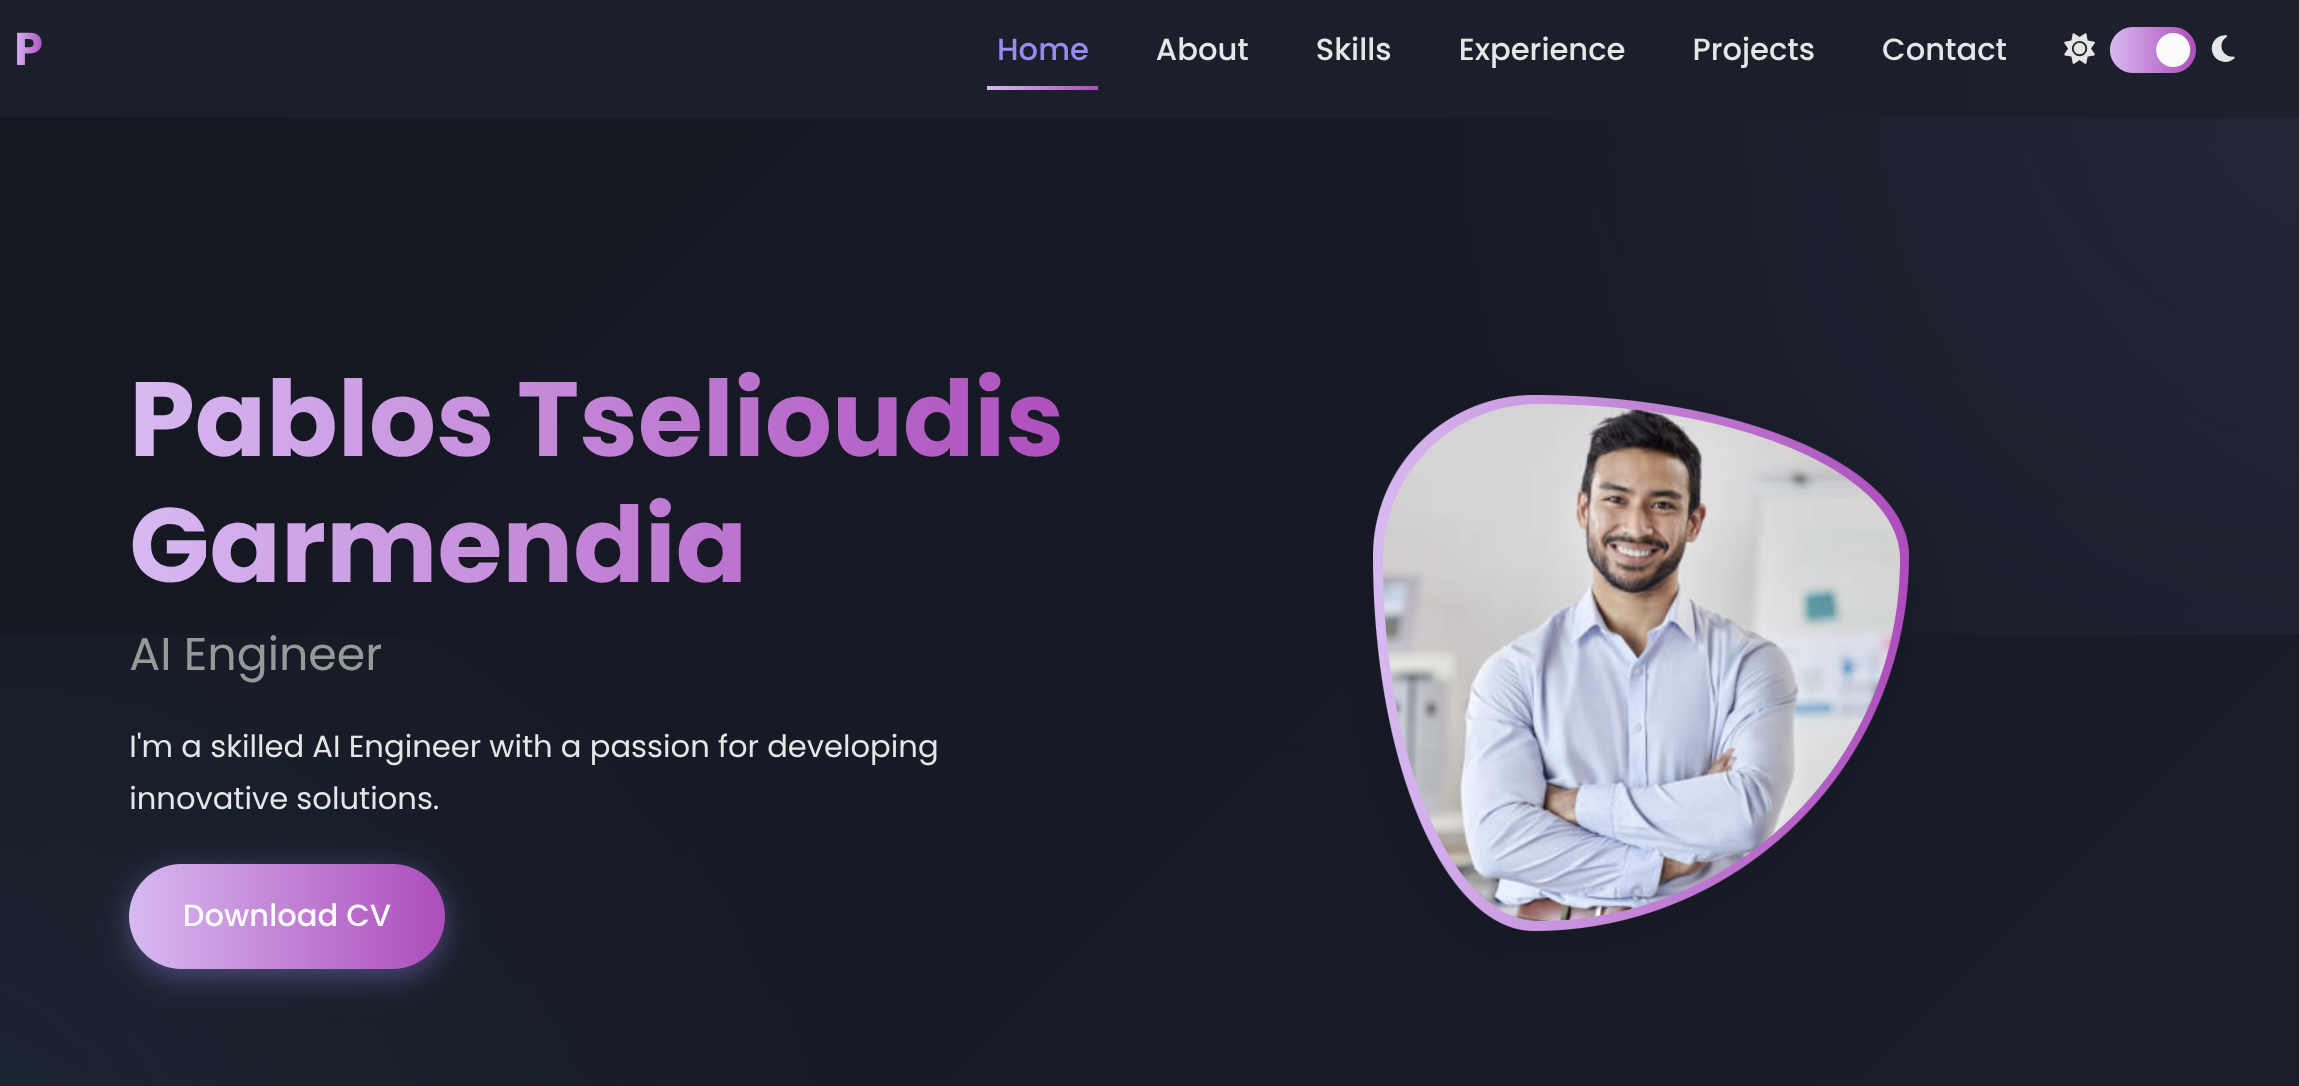 P
Home About Skills Experience Projects Contact
Pablos Tselioudis
Garmendia
AI Engineer
I'm a skilled AI Engineer with a passion for developing
innovative solutions.
Download CV